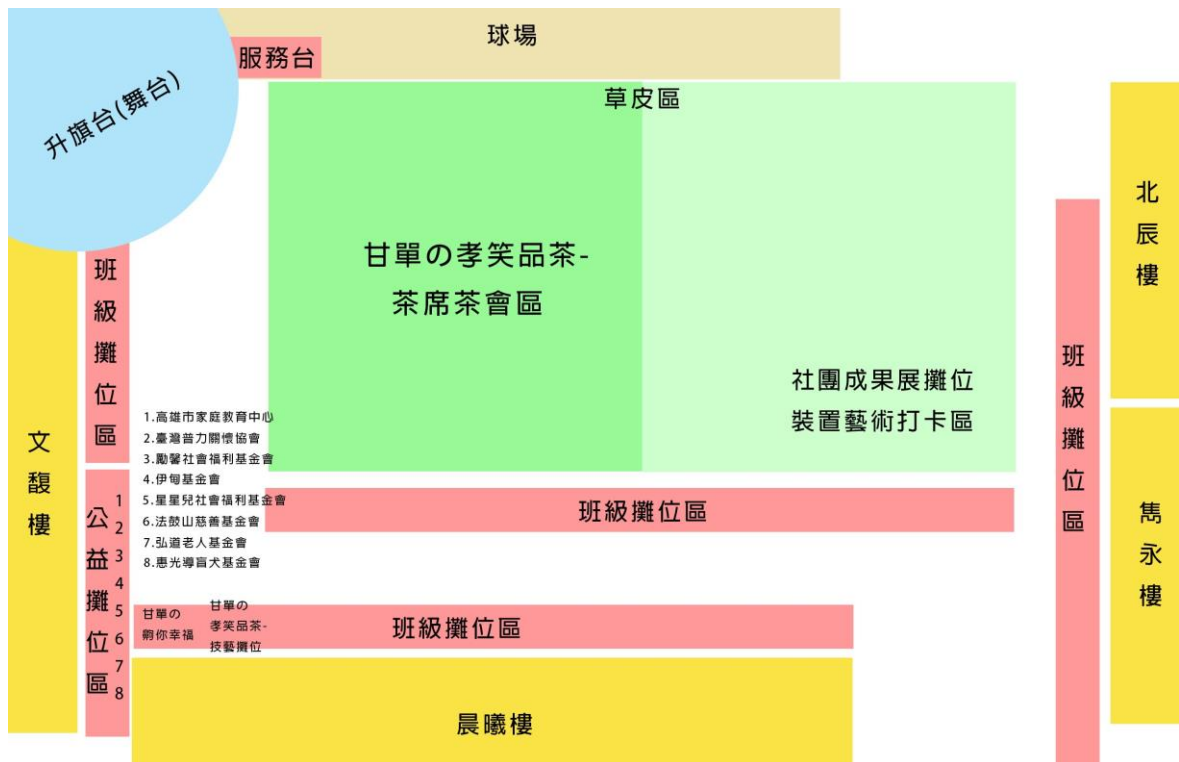 球場
服務台
升旗台(舞台)
草皮區
甘單の孝笑品茶-
茶席茶會區
社團成果展攤位
裝置藝術打卡區
北辰樓
班級攤位區
文馥樓
班級攤位區
雋永樓
1.高雄市家庭教育中心
2.臺灣普力關懷協會
3.勵馨社會福利基金會
4.伊甸基金會
5.星星兒社會福利基金會
6.法鼓山慈善基金會
7.弘道老人基金會
8.惠光導盲犬基金會
公益攤位區
1
2
3
4
5
6
7
8
班級攤位區
甘單の
齁你幸福
甘單の
孝笑品茶-
技藝攤位
班級攤位區
晨曦樓